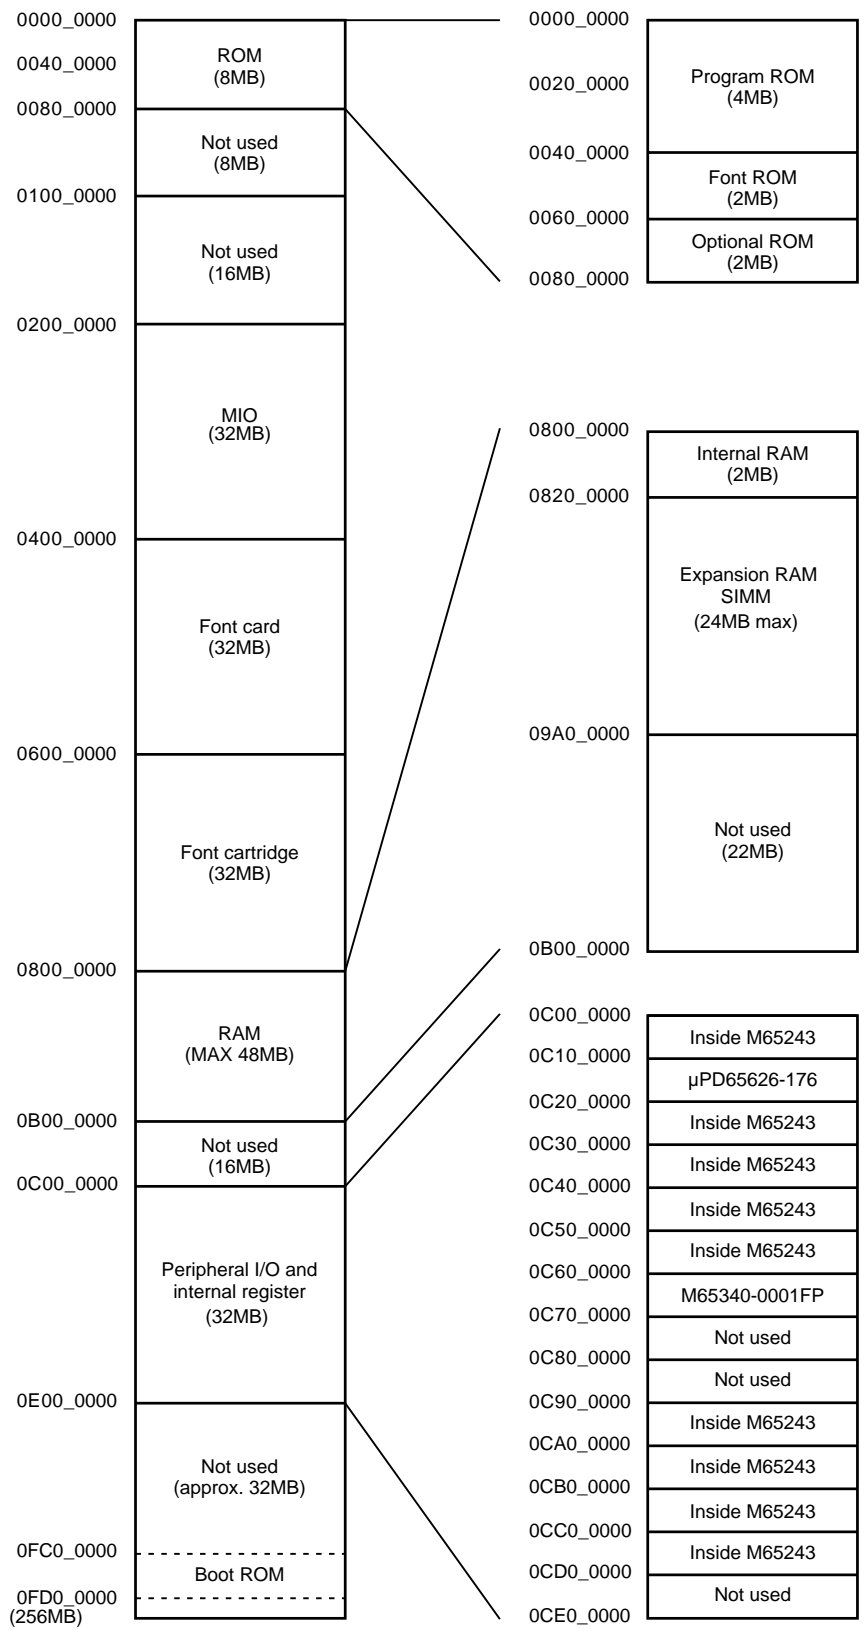 0000_0000
ROM
0040_0000
(8MB)
0080_0000
Not used
(8MB)
0100_0000
Not used
(16MB)
0200_0000
MIO
(32MB)
0400_0000
Font card
(32MB)
0600_0000
Font cartridge
(32MB)
0800_0000
RAM
(MAX 48MB)
0B00_0000
Not used
(16MB)
0C00_0000
Peripheral I/O and
internal register
(32MB)
0E00_0000
Not used
(approx. 32MB)
0FC0_0000
Boot ROM
0FD0_0000
(256MB)
0000_0000
Program ROM
0020_0000
(4MB)
0040_0000
Font ROM
(2MB)
0060_0000
Optional ROM
(2MB)
0080_0000
0800_0000
Internal RAM
(2MB)
0820_0000
Expansion RAM
SIMM
(24MB max)
09A0_0000
Not used
(22MB)
0B00_0000
0C00_0000
Inside M65243
0C10_0000
µPD65626-176
0C20_0000
Inside M65243
0C30_0000
Inside M65243
0C40_0000
Inside M65243
0C50_0000
Inside M65243
0C60_0000
M65340-0001FP
0C70_0000
Not used
0C80_0000
Not used
0C90_0000
Inside M65243
0CA0_0000
Inside M65243
0CB0_0000
Inside M65243
0CC0_0000
Inside M65243
0CD0_0000
Not used
0CE0_0000